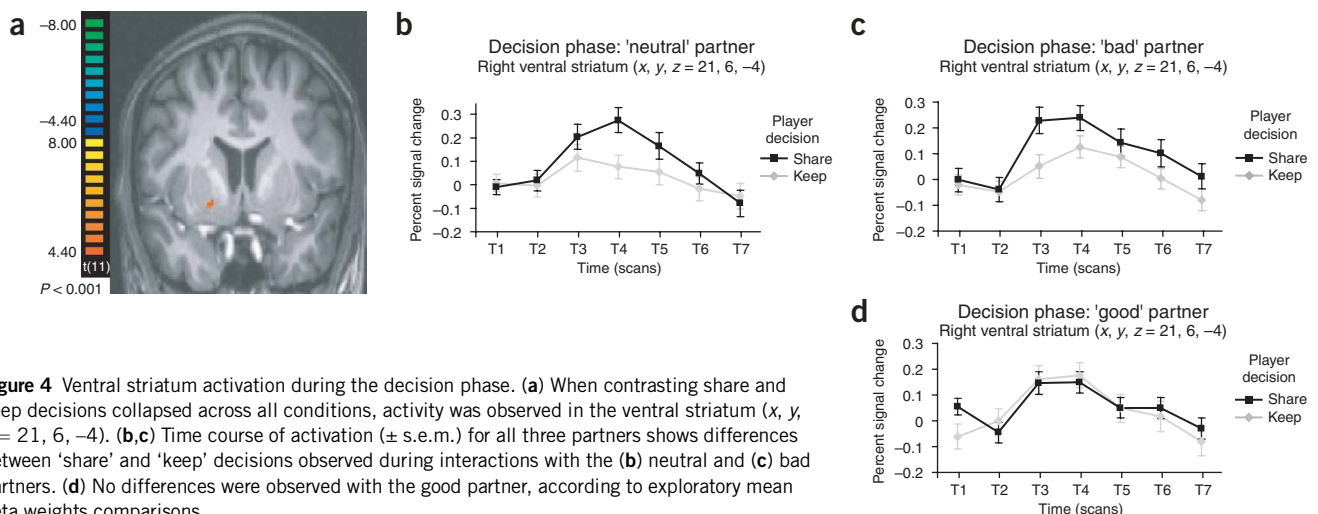 a
−8.00
−4.40
8.00
4.40
t(11)
P < 0.001
b
Decision phase: 'neutral' partner
Right ventral striatum (x, y, z = 21, 6, −4)
Percent signal change
0.3
0.2
0.1
0
−0.1
−0.2
T1 T2 T3 T4 T5 T6 T7
Time (scans)
Player
decision
Share
Keep
c
Decision phase: 'bad' partner
Right ventral striatum (x, y, z = 21, 6, −4)
Percent signal change
0.3
0.2
0.1
0
−0.1
−0.2
T1 T2 T3 T4 T5 T6 T7
Time (scans)
Player
decision
Share
Keep
d
Decision phase: 'good' partner
Right ventral striatum (x, y, z = 21, 6, −4)
Percent signal change
0.3
0.2
0.1
0
−0.1
−0.2
T1 T2 T3 T4 T5 T6 T7
Time (scans)
Player
decision
Share
Keep
gure 4 Ventral striatum activation during the decision phase. (a) When contrasting share and
eep decisions collapsed across all conditions, activity was observed in the ventral striatum (x, y,
= 21, 6, −4). (b,c) Time course of activation (± s.e.m.) for all three partners shows differences
etween ‘share’ and ‘keep’ decisions observed during interactions with the (b) neutral and (c) bad
artners. (d) No differences were observed with the good partner, according to exploratory mean
eta weights comparisons.